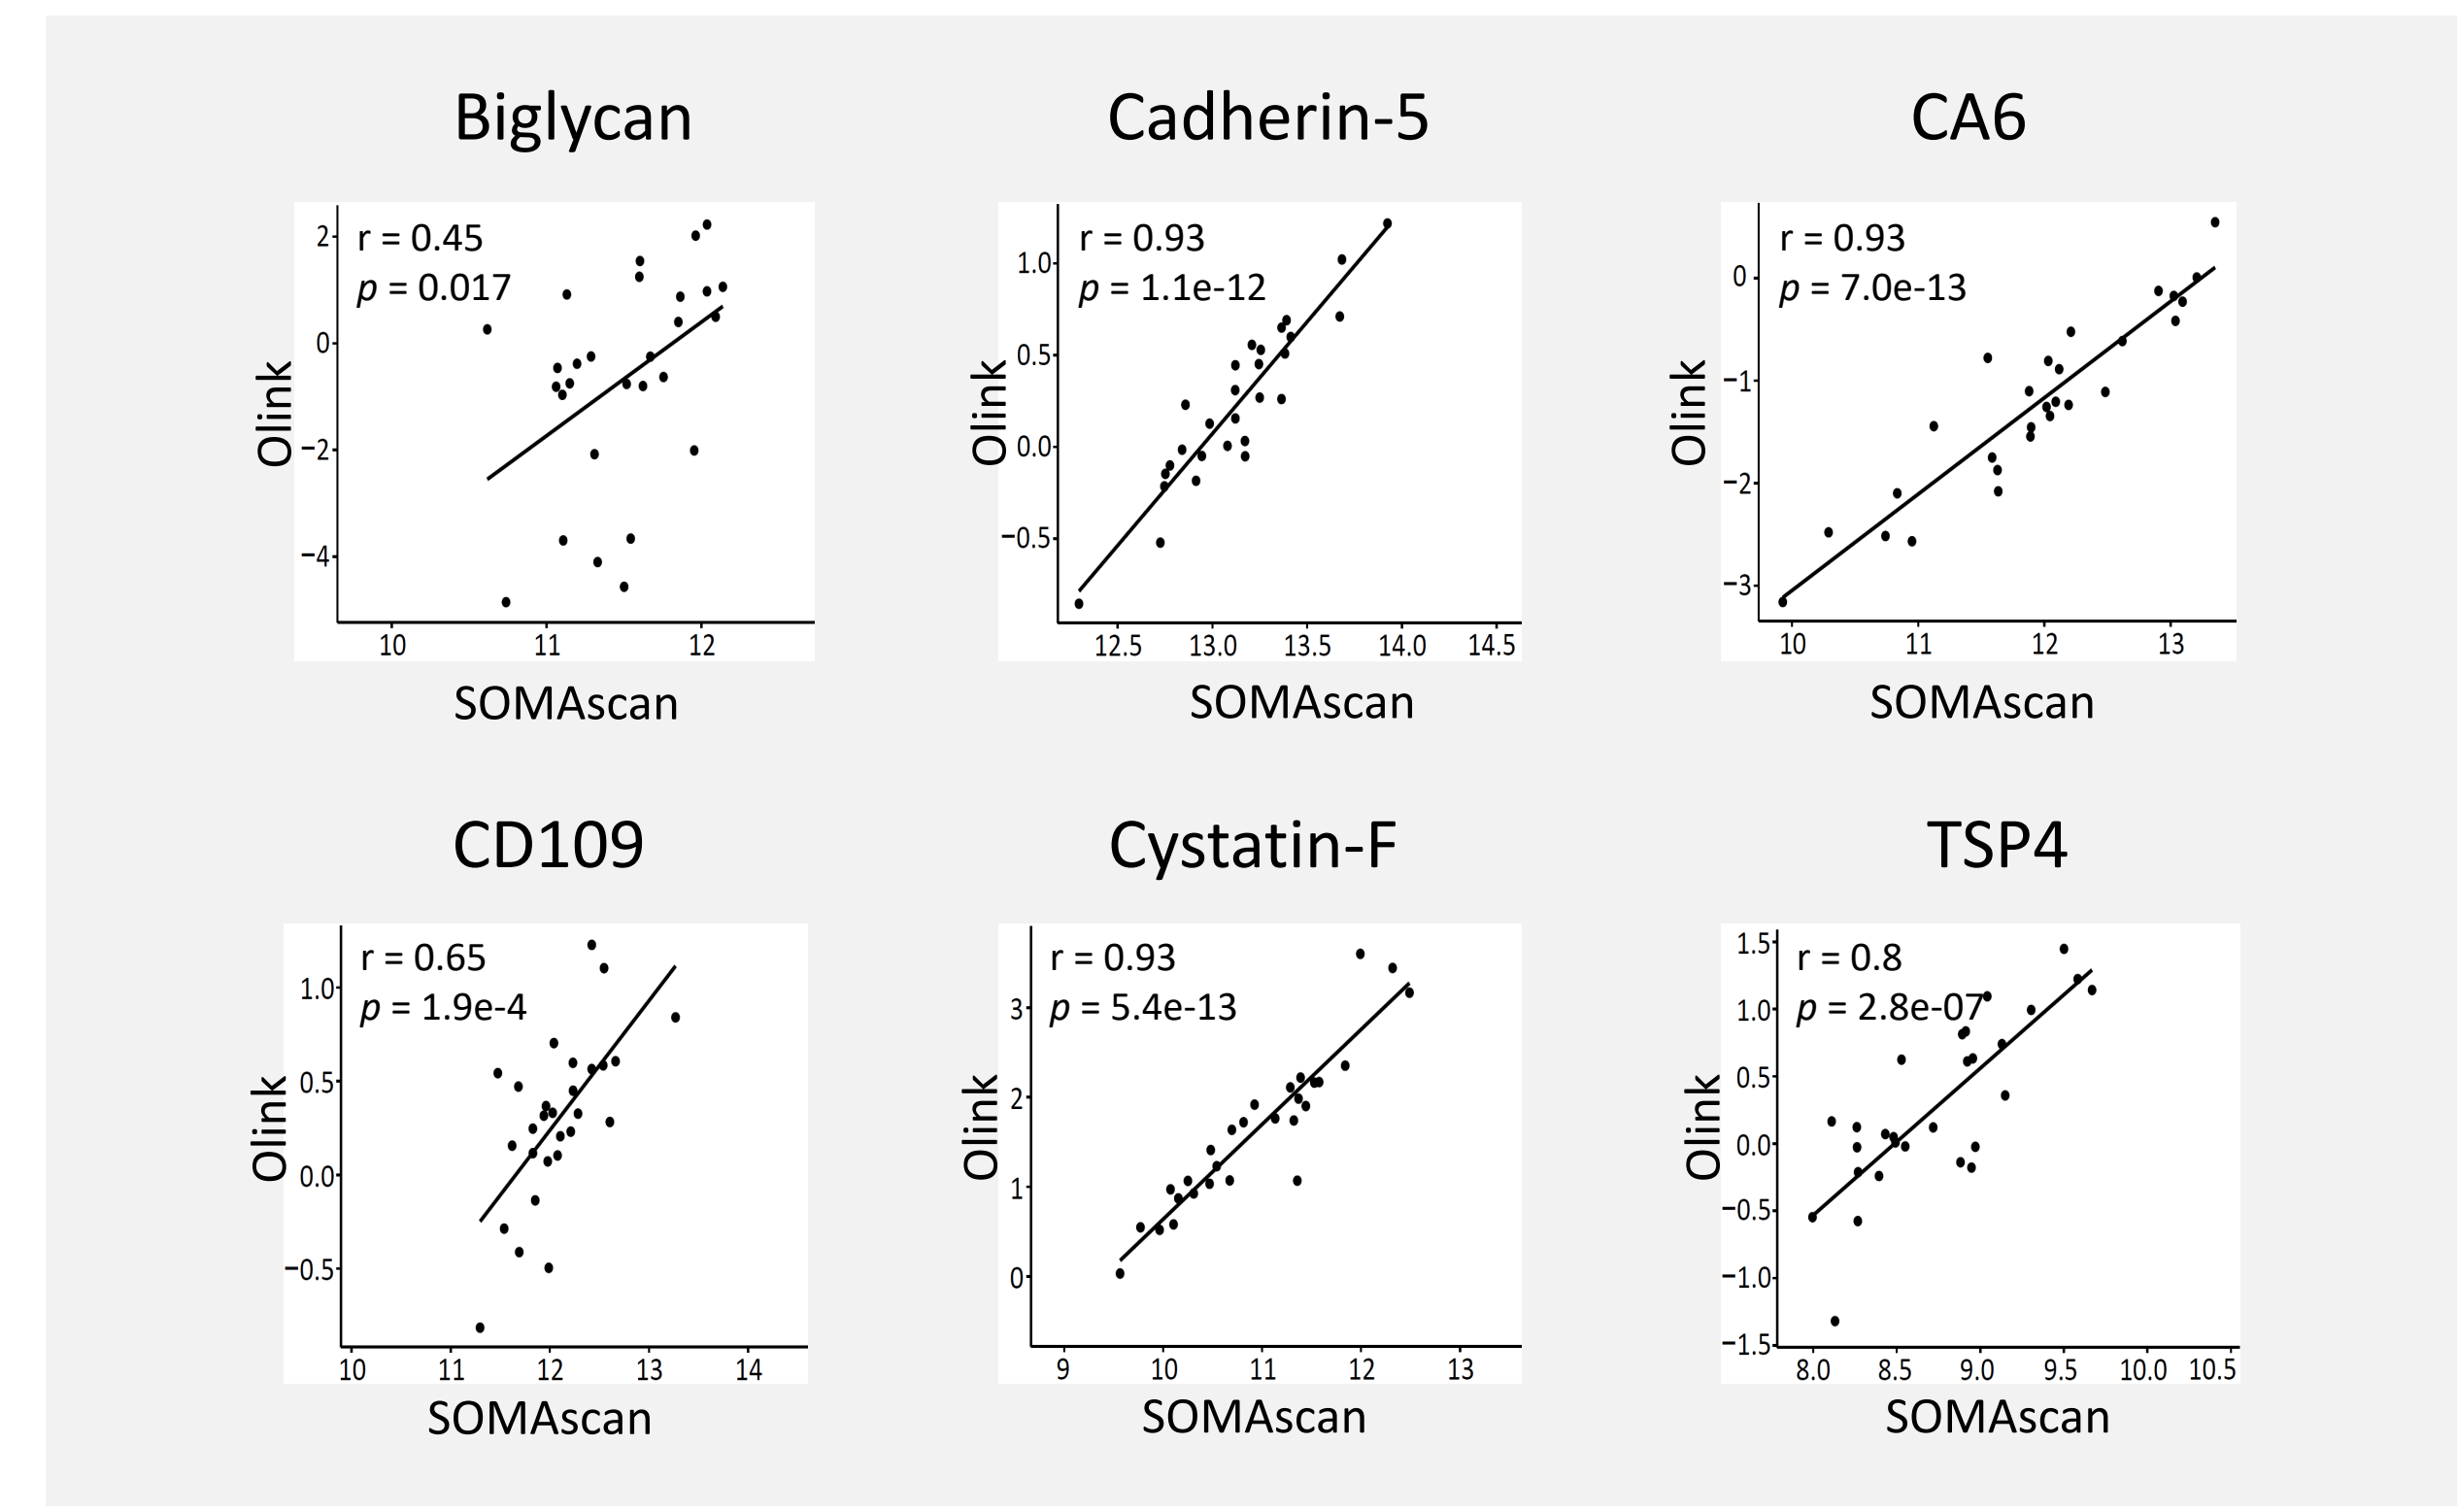 Biglycan
r = 0.45
p = 0.017
2
0
−2
−4
Olink
10 11 12
SOMAscan
Cadherin-5
r = 0.93
p = 1.1e-12
1.0
0.5
0.0
−0.5
Olink
12.5 13.0 13.5 14.0 14.5
SOMAscan
CA6
r = 0.93
p = 7.0e-13
0
−1
−2
−3
Olink
10 11 12 13
SOMAscan
CD109
r = 0.65
p = 1.9e-4
1.0
0.5
0.0
−0.5
Olink
10 11 12 13 14
SOMAscan
Cystatin-F
r = 0.93
p = 5.4e-13
3
2
1
0
Olink
9 10 11 12 13
SOMAscan
TSP4
r = 0.8
p = 2.8e-07
1.5
1.0
0.5
0.0
−0.5
−1.0
−1.5
Olink
8.0 8.5 9.0 9.5 10.0 10.5
SOMAscan